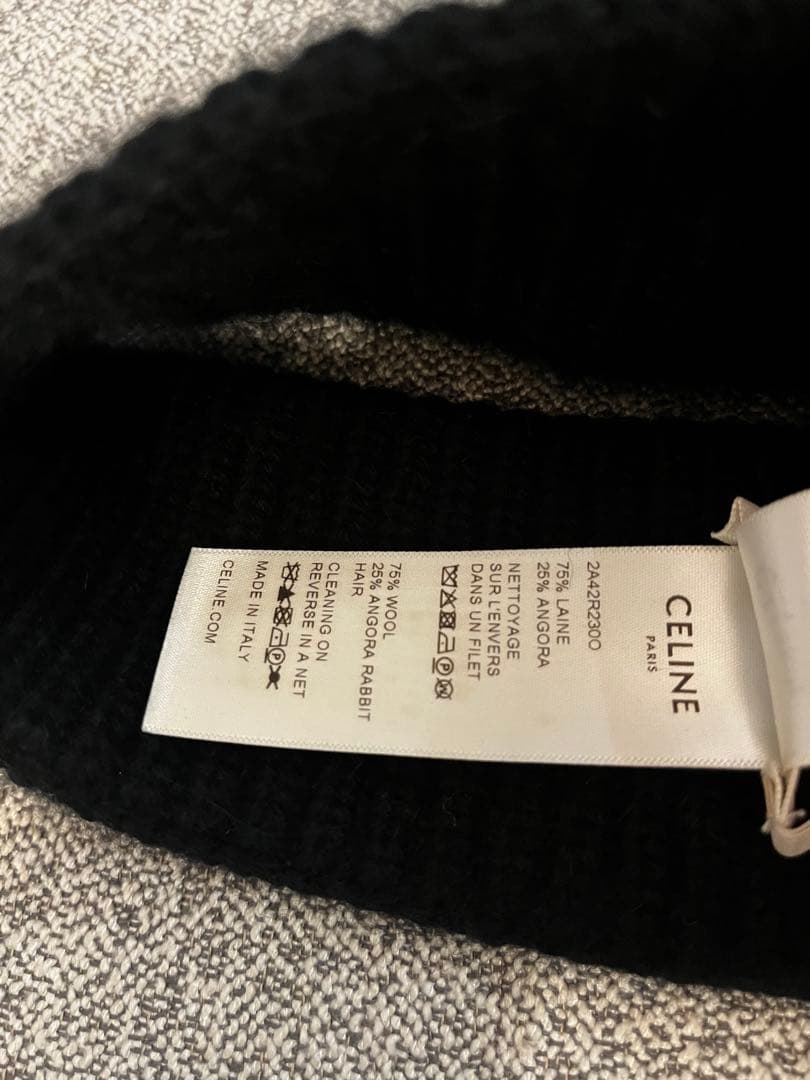 CELINE
PARIS
2A42R230O
75% LAINE
25% ANGORA
NETTOYAGE
SUR L'ENVERS
DANS UN FILET
75% WOOL
25% ANGORA RABBIT
HAIR
CLEANING ON
REVERSE IN A NET
MADE IN ITALY
CELINE.COM